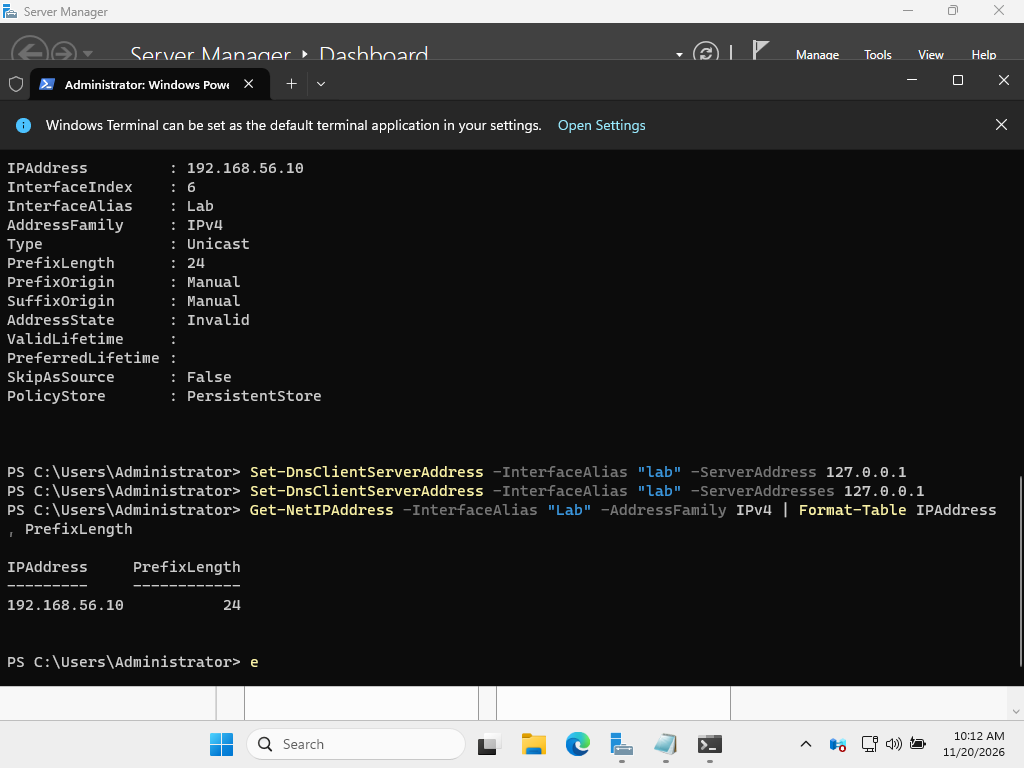 Server Manager
Server Manager ‣ Dashboard
Manage Tools View Help
Administrator: Windows Powe
Windows Terminal can be set as the default terminal application in your settings. Open Settings
IPAddress         : 192.168.56.10
InterfaceIndex    : 6
InterfaceAlias    : Lab
AddressFamily     : IPv4
Type              : Unicast
PrefixLength      : 24
PrefixOrigin      : Manual
SuffixOrigin      : Manual
AddressState      : Invalid
ValidLifetime     :
PreferredLifetime :
SkipAsSource      : False
PolicyStore       : PersistentStore
PS C:\Users\Administrator> Set-DnsClientServerAddress -InterfaceAlias "lab" -ServerAddress 127.0.0.1
PS C:\Users\Administrator> Set-DnsClientServerAddress -InterfaceAlias "lab" -ServerAddresses 127.0.0.1
PS C:\Users\Administrator> Get-NetIPAddress -InterfaceAlias "Lab" -AddressFamily IPv4 | Format-Table IPAddress
, PrefixLength
IPAddress     PrefixLength
---------     ------------
192.168.56.10           24
PS C:\Users\Administrator> e
Search
10:12 AM
11/20/2026